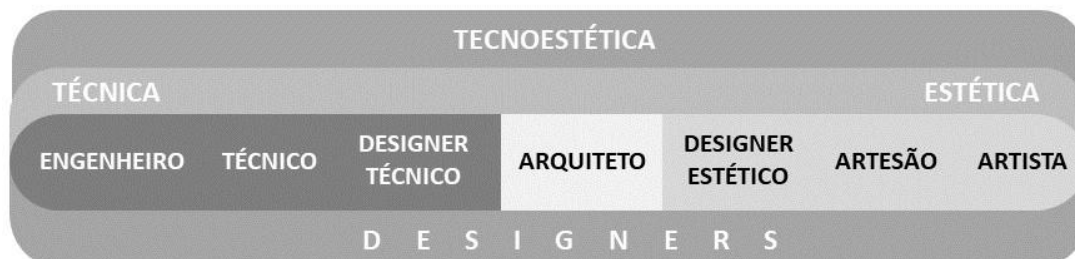 TECNOESTÉTICA
TÉCNICA ESTÉTICA
ENGENHEIRO TÉCNICO DESIGNER TÉCNICO ARQUITETO DESIGNER ESTÉTICO ARTESÃO ARTISTA
D E S I G N E R S